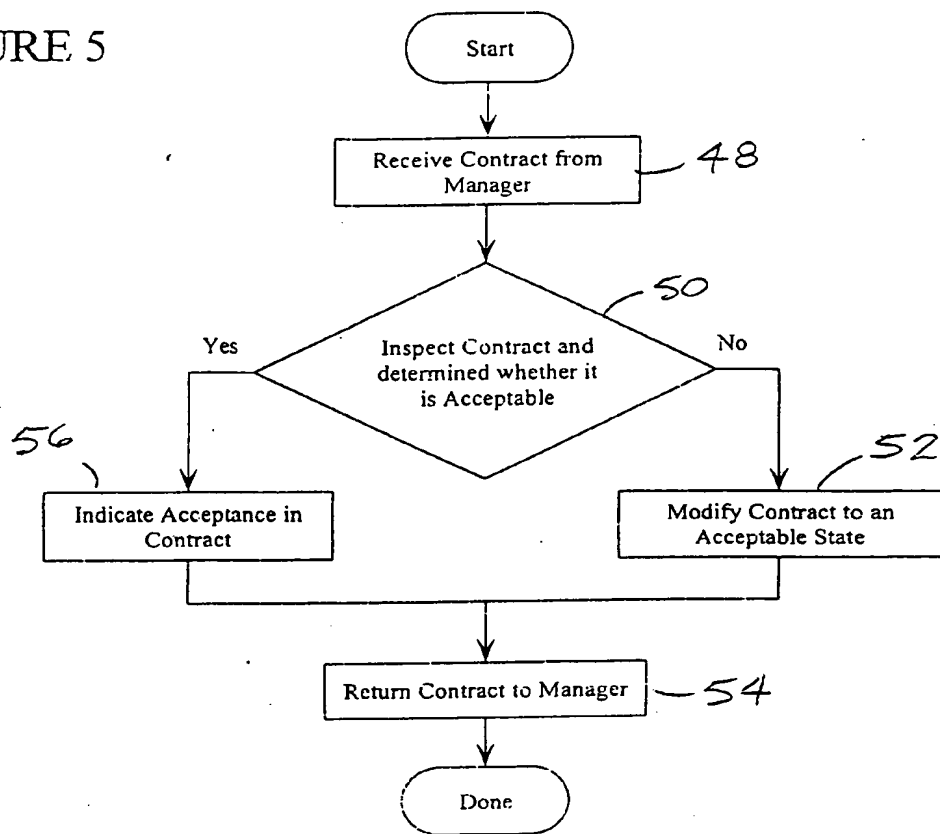 URE 5
Start
Receive Contract from
Manager
48
50
Yes
Inspect Contract and
determined whether it
is Acceptable
No
56
52
Indicate Acceptance in
Contract
Modify Contract to an
Acceptable State
Return Contract to Manager
54
Done